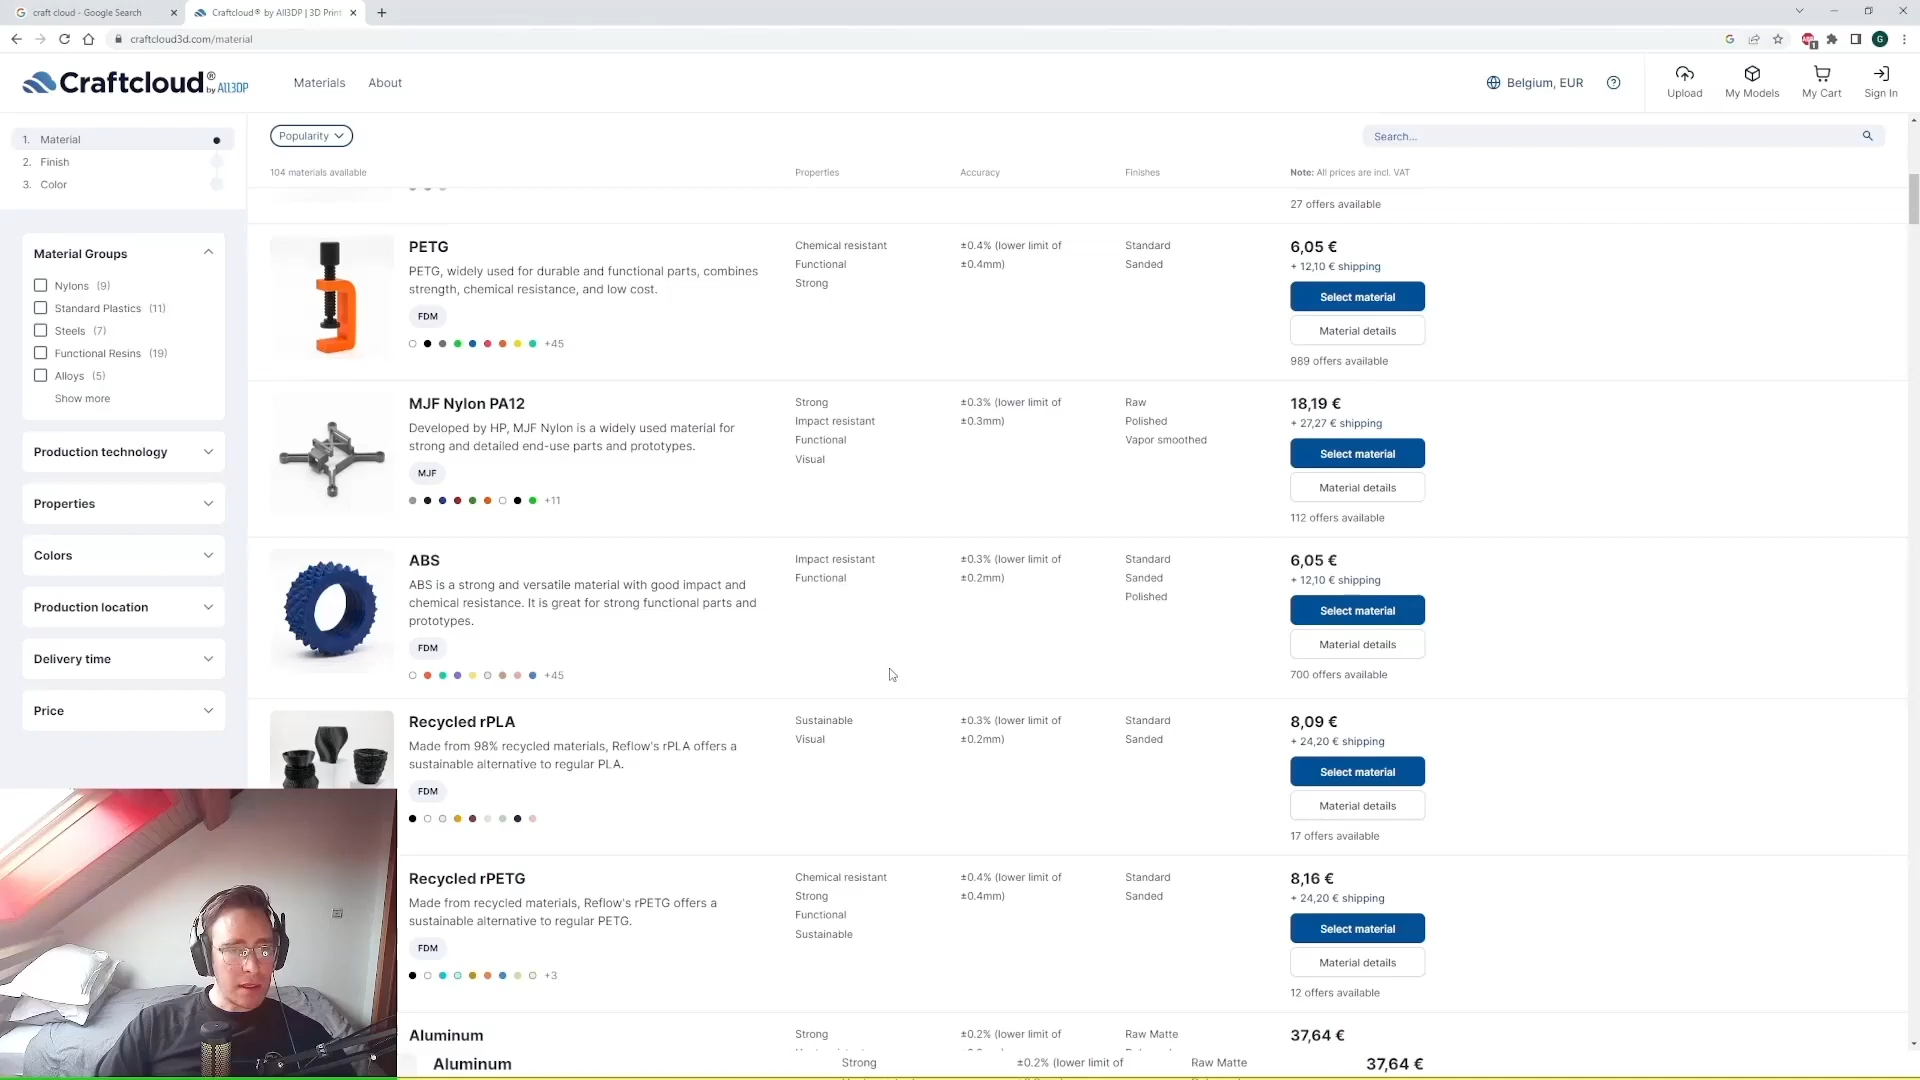 craft cloud - Google Search
Craftcloud® by All3DP | 3D Print
craftcloud3d.com/material
Craftcloud® by All3DP
Materials
About
Belgium, EUR
Upload
My Models
My Cart
Sign In
1. Material
2. Finish
3. Color
Popularity
Search...
104 materials available
Properties
Accuracy
Finishes
Note: All prices are incl. VAT
27 offers available
Material Groups
Nylons (9)
Standard Plastics (11)
Steels (7)
Functional Resins (19)
Alloys (5)
Show more
Production technology
Properties
Colors
Production location
Delivery time
Price
PETG
PETG, widely used for durable and functional parts, combines
strength, chemical resistance, and low cost.
FDM
+45
Chemical resistant
Functional
Strong
±0.4% (lower limit of
±0.4mm)
Standard
Sanded
6,05 €
+ 12,10 € shipping
Select material
Material details
989 offers available
MJF Nylon PA12
Developed by HP, MJF Nylon is a widely used material for
strong and detailed end-use parts and prototypes.
MJF
+11
Strong
Impact resistant
Functional
Visual
±0.3% (lower limit of
±0.3mm)
Raw
Polished
Vapor smoothed
18,19 €
+ 27,27 € shipping
Select material
Material details
112 offers available
ABS
ABS is a strong and versatile material with good impact and
chemical resistance. It is great for strong functional parts and
prototypes.
FDM
+45
Impact resistant
Functional
±0.3% (lower limit of
±0.2mm)
Standard
Sanded
Polished
6,05 €
+ 12,10 € shipping
Select material
Material details
700 offers available
Recycled rPLA
Made from 98% recycled materials, Reflow's rPLA offers a
sustainable alternative to regular PLA.
FDM
Sustainable
Visual
±0.3% (lower limit of
±0.2mm)
Standard
Sanded
8,09 €
+ 24,20 € shipping
Select material
Material details
17 offers available
Recycled rPETG
Made from recycled materials, Reflow's rPETG offers a
sustainable alternative to regular PETG.
FDM
+3
Chemical resistant
Strong
Functional
Sustainable
±0.4% (lower limit of
±0.4mm)
Standard
Sanded
8,16 €
+ 24,20 € shipping
Select material
Material details
12 offers available
Aluminum
Strong
±0.2% (lower limit of
Raw Matte
37,64 €
Aluminum
Strong
±0.2% (lower limit of
Raw Matte
37,64 €